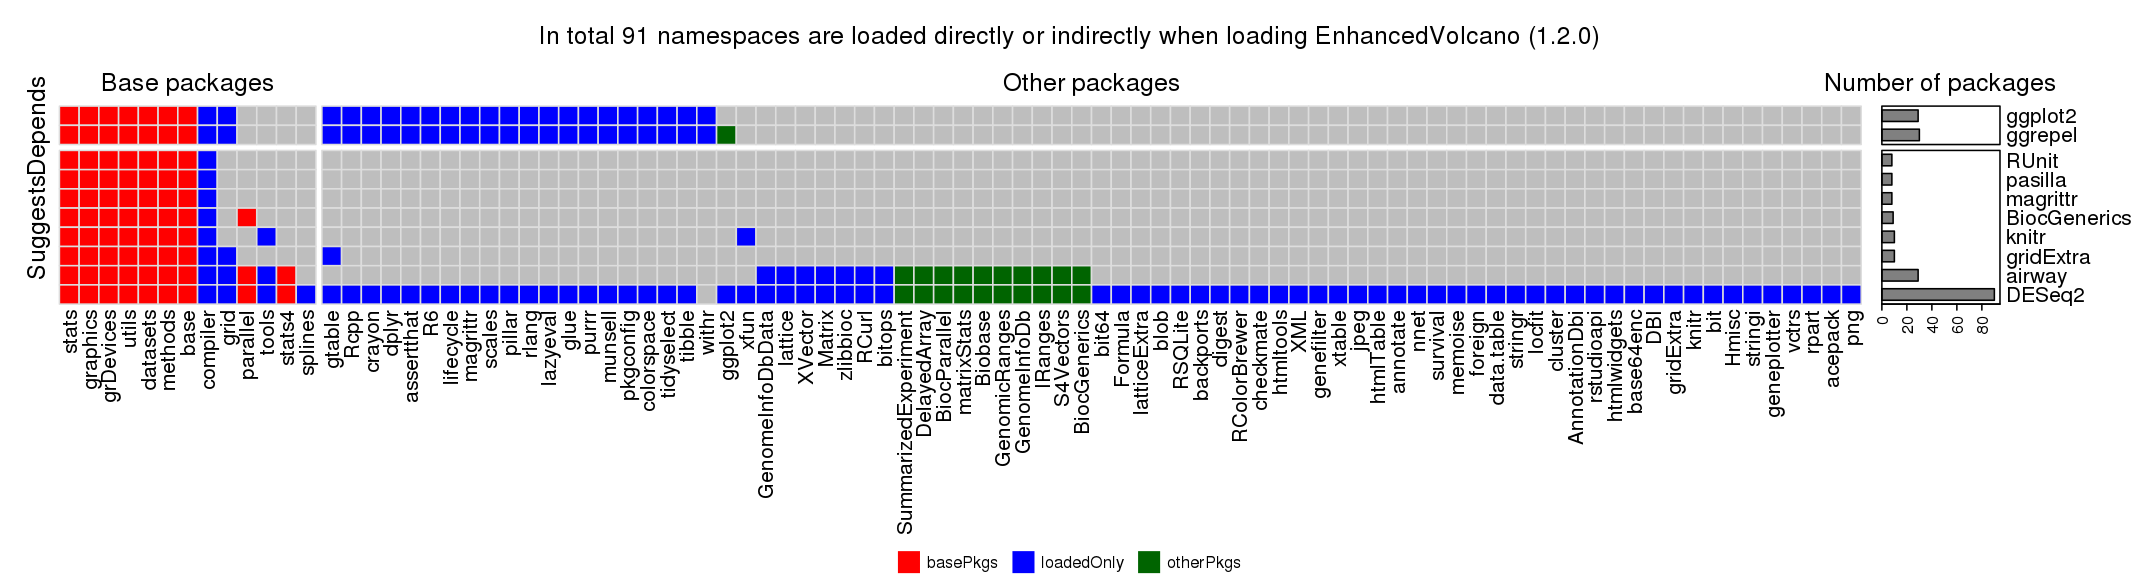 In total 91 namespaces are loaded directly or indirectly when loading EnhancedVolcano (1.2.0)
Base packages
Other packages
Number of packages
Depends
Suggests
ggplot2
ggrepel
RUnit
pasilla
magrittr
BiocGenerics
knitr
gridExtra
airway
DESeq2
0
20
40
60
80
stats
graphics
grDevices
utils
datasets
methods
base
compiler
grid
parallel
tools
stats4
splines
gtable
Rcpp
crayon
dplyr
assertthat
R6
lifecycle
magrittr
scales
pillar
rlang
lazyeval
glue
purrr
munsell
pkgconfig
colorspace
tidyselect
tibble
withr
ggplot2
xfun
GenomeInfoDbData
lattice
XVector
Matrix
zlibbioc
RCurl
bitops
SummarizedExperiment
DelayedArray
BiocParallel
matrixStats
Biobase
GenomicRanges
GenomeInfoDb
IRanges
S4Vectors
BiocGenerics
bit64
Formula
latticeExtra
blob
RSQLite
backports
digest
RColorBrewer
checkmate
htmltools
XML
genefilter
xtable
jpeg
htmlTable
annotate
nnet
survival
memoise
foreign
data.table
stringr
locfit
cluster
AnnotationDbi
rstudioapi
htmlwidgets
base64enc
DBI
gridExtra
knitr
bit
Hmisc
stringi
geneplotter
vctrs
rpart
acepack
png
basePkgs
loadedOnly
otherPkgs